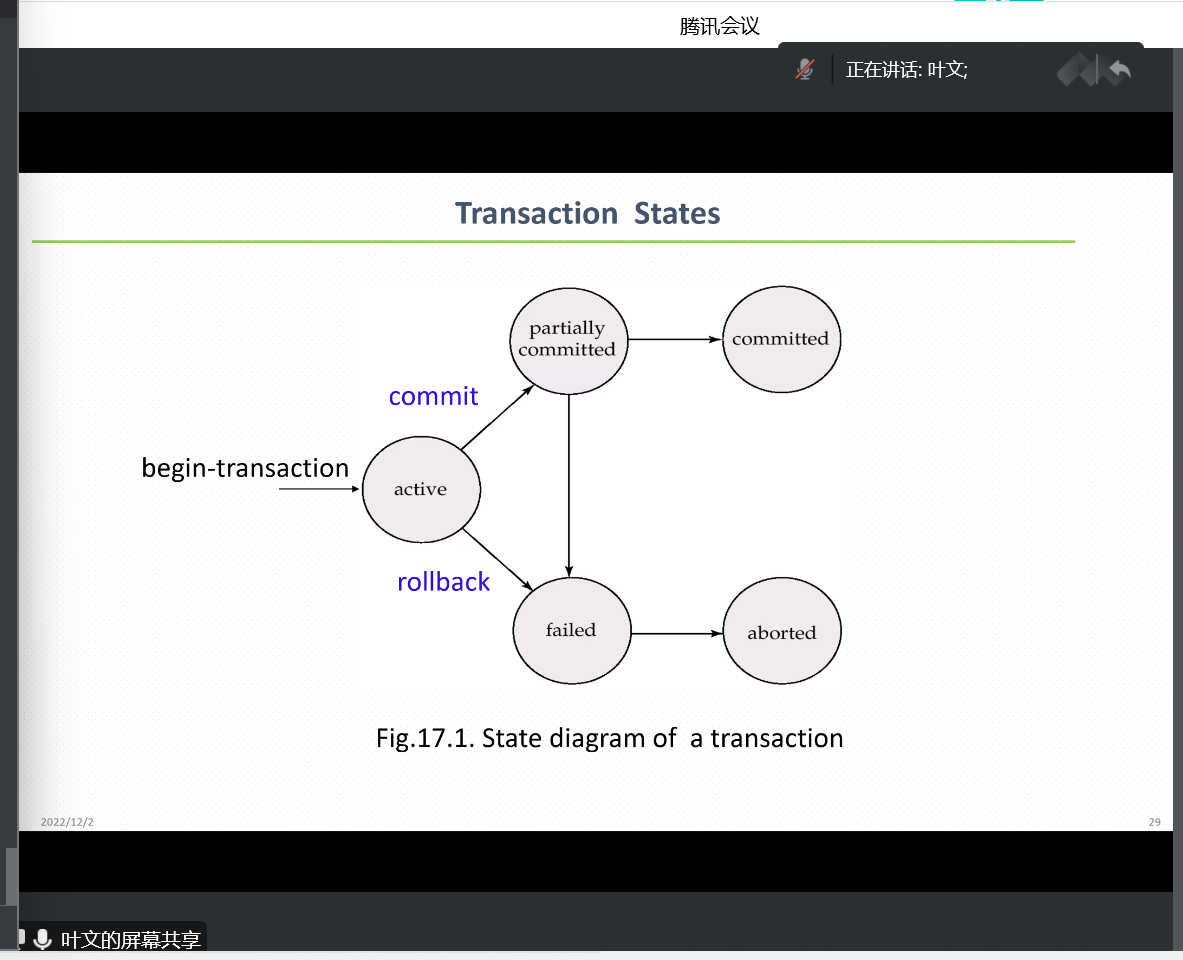 腾讯会议
正在讲话: 叶文;
Transaction States
partially
committed
committed
commit
begin-transaction
active
rollback
failed
aborted
Fig.17.1. State diagram of a transaction
2022/12/2
29
叶文的屏幕共享